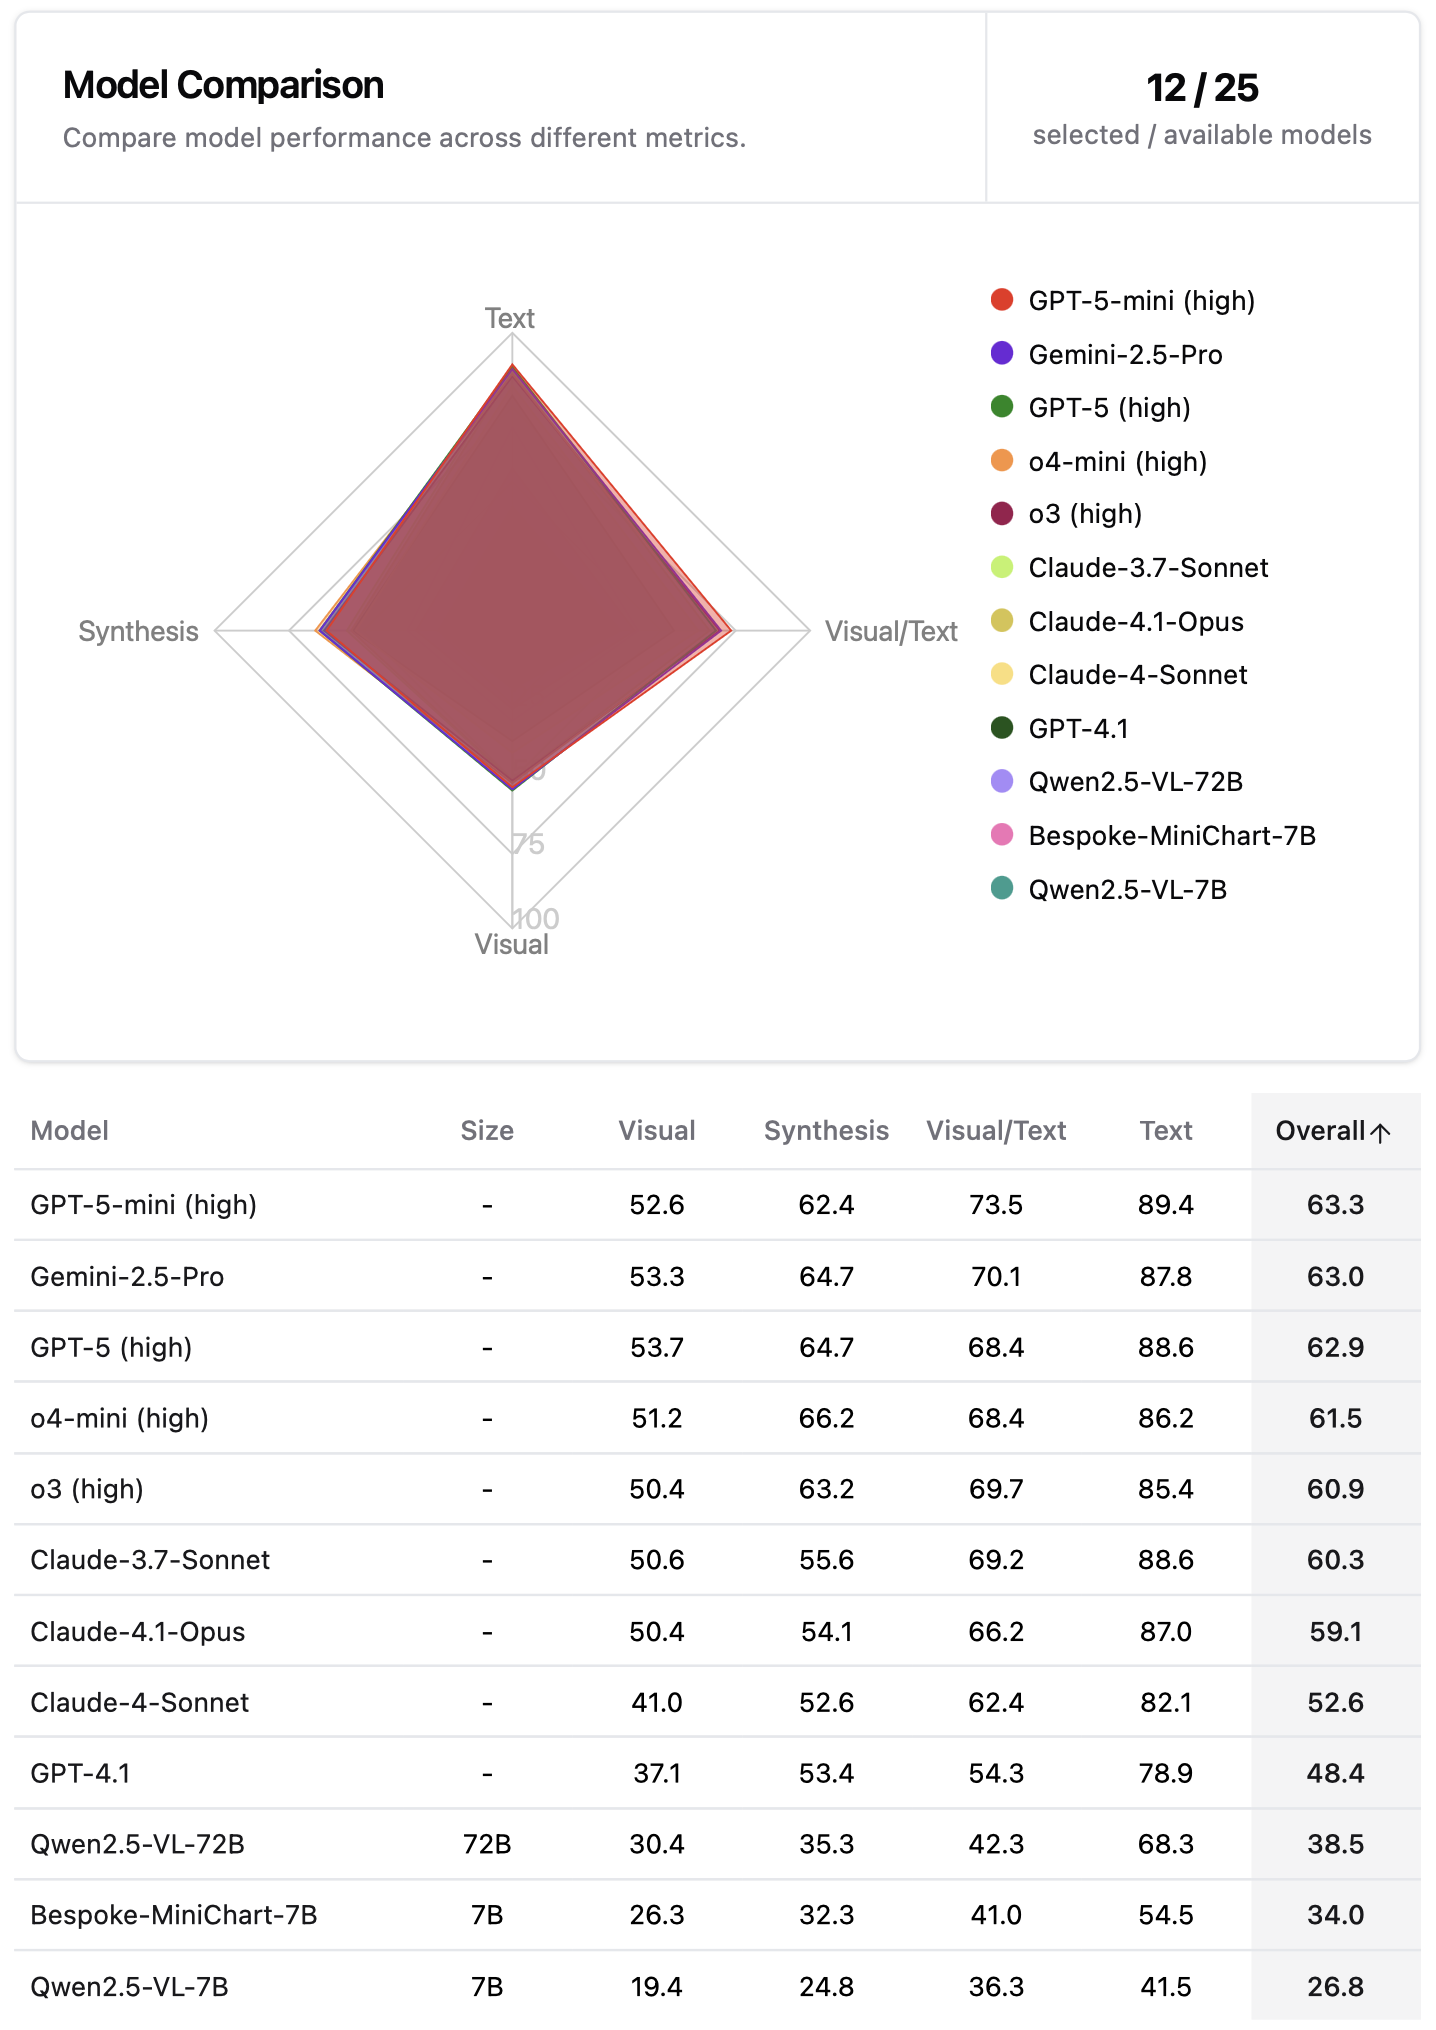 Model Comparison
Compare model performance across different metrics.
12 / 25
selected / available models
Text
Synthesis
Visual/Text
75
100
Visual
GPT-5-mini (high)
Gemini-2.5-Pro
GPT-5 (high)
o4-mini (high)
o3 (high)
Claude-3.7-Sonnet
Claude-4.1-Opus
Claude-4-Sonnet
GPT-4.1
Qwen2.5-VL-72B
Bespoke-MiniChart-7B
Qwen2.5-VL-7B
Model Size Visual Synthesis Visual/Text Text Overall↑
GPT-5-mini (high) - 52.6 62.4 73.5 89.4 63.3
Gemini-2.5-Pro - 53.3 64.7 70.1 87.8 63.0
GPT-5 (high) - 53.7 64.7 68.4 88.6 62.9
o4-mini (high) - 51.2 66.2 68.4 86.2 61.5
o3 (high) - 50.4 63.2 69.7 85.4 60.9
Claude-3.7-Sonnet - 50.6 55.6 69.2 88.6 60.3
Claude-4.1-Opus - 50.4 54.1 66.2 87.0 59.1
Claude-4-Sonnet - 41.0 52.6 62.4 82.1 52.6
GPT-4.1 - 37.1 53.4 54.3 78.9 48.4
Qwen2.5-VL-72B 72B 30.4 35.3 42.3 68.3 38.5
Bespoke-MiniChart-7B 7B 26.3 32.3 41.0 54.5 34.0
Qwen2.5-VL-7B 7B 19.4 24.8 36.3 41.5 26.8